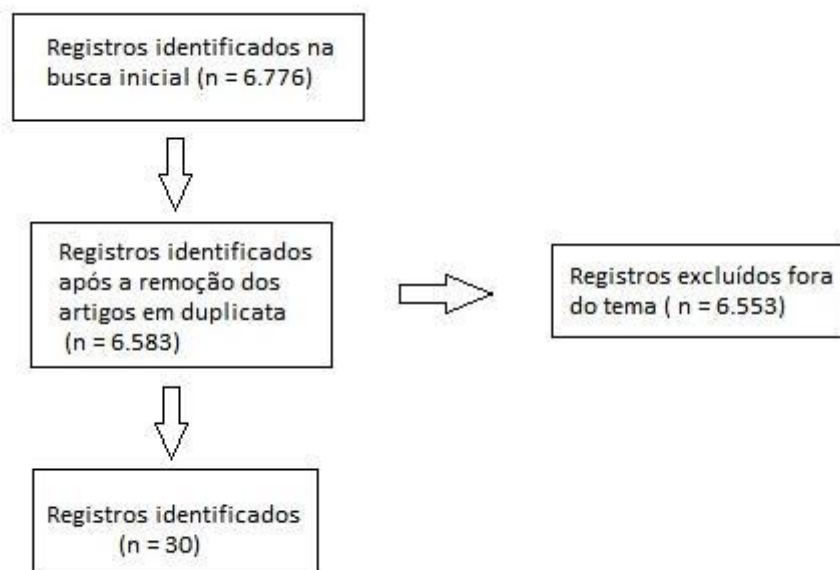 Registros identificados na
busca inicial (n = 6.776)
Registros identificados
após a remoção dos
artigos em duplicata
(n = 6.583)
Registros excluídos fora
do tema ( n = 6.553)
Registros identificados
(n = 30)